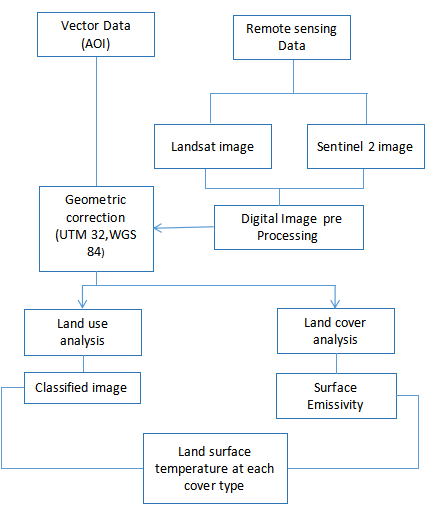 Vector Data
(AOI)
Remote sensing
Data
Landsat image
Sentinel 2 image
Geometric
correction
(UTM 32,WGS
84)
Digital Image pre
Processing
Land use
analysis
Land cover
analysis
Classified image
Surface
Emissivity
Land surface
temperature at each
cover type